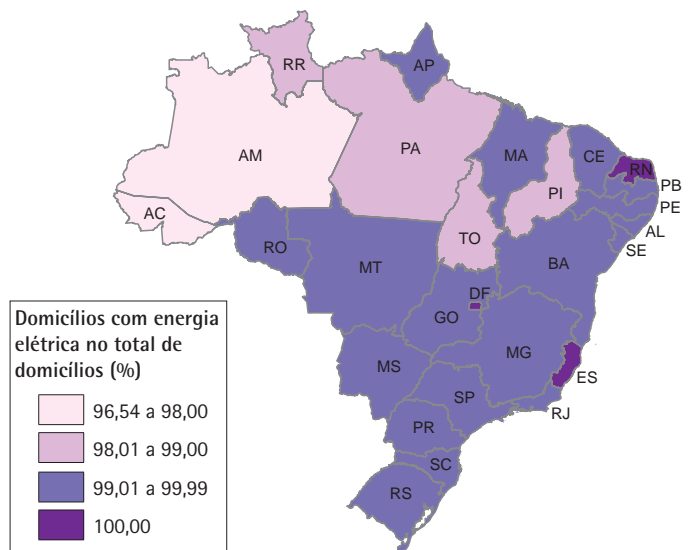 RR
AP
AM
PA
MA
CE
RN
PB
PE
AL
SE
PI
AC
TO
RO
MT
BA
DF
GO
MG
ES
MS
SP
RJ
PR
SC
RS
Domicílios com energia
elétrica no total de
domicílios (%)
96,54 a 98,00
98,01 a 99,00
99,01 a 99,99
100,00